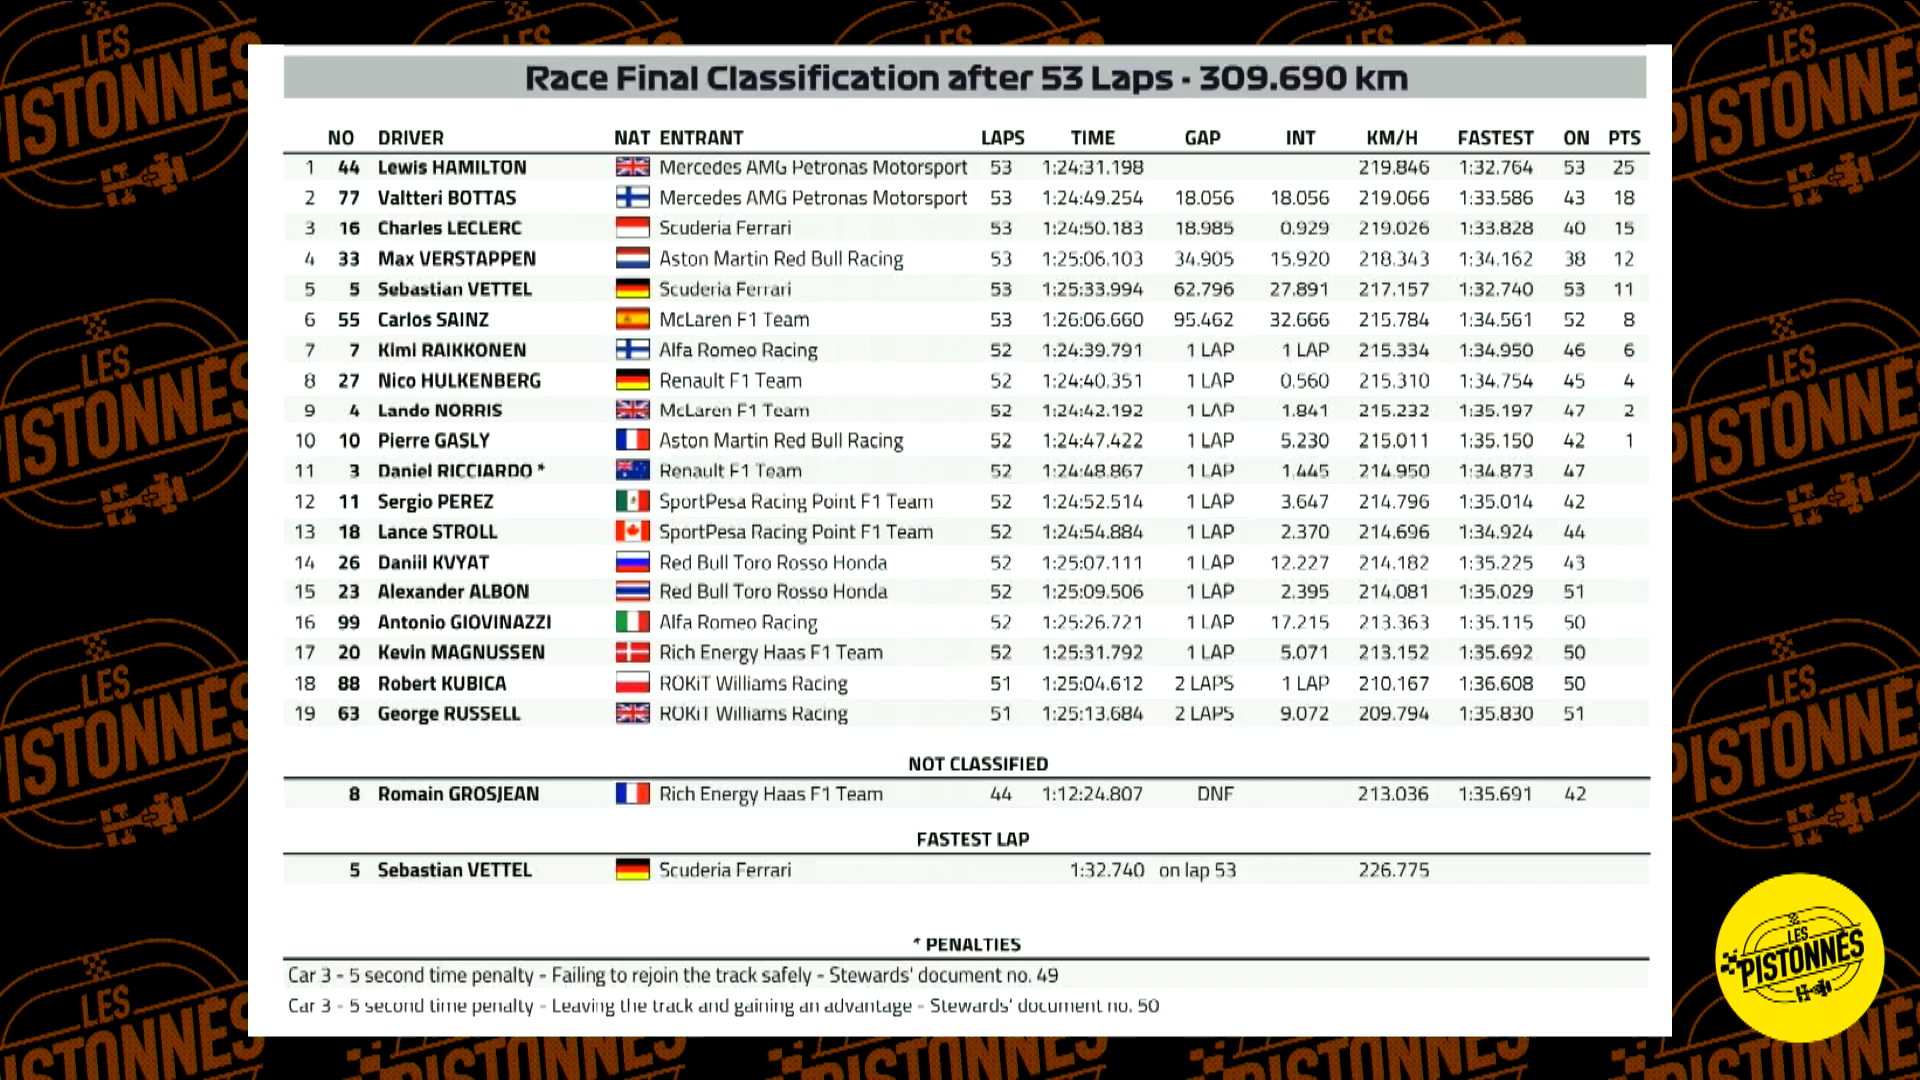 Race Final Classification after 53 Laps - 309.690 km
NO DRIVER NAT ENTRANT LAPS TIME GAP INT KM/H FASTEST ON PTS
1 44 Lewis HAMILTON Mercedes AMG Petronas Motorsport 53 1:24:31.198 219.846 1:32.764 53 25
2 77 Valtteri BOTTAS Mercedes AMG Petronas Motorsport 53 1:24:49.254 18.056 18.056 219.066 1:33.586 43 18
3 16 Charles LECLERC Scuderia Ferrari 53 1:24:50.183 18.985 0.929 219.026 1:33.828 40 15
4 33 Max VERSTAPPEN Aston Martin Red Bull Racing 53 1:25:06.103 34.905 15.920 218.343 1:34.162 38 12
5 5 Sebastian VETTEL Scuderia Ferrari 53 1:25:33.994 62.796 27.891 217.157 1:32.740 53 11
6 55 Carlos SAINZ McLaren F1 Team 53 1:26:06.660 95.462 32.666 215.784 1:34.561 52 8
7 7 Kimi RAIKKONEN Alfa Romeo Racing 52 1:24:39.791 1 LAP 1 LAP 215.334 1:34.950 46 6
8 27 Nico HULKENBERG Renault F1 Team 52 1:24:40.351 1 LAP 0.560 215.310 1:34.754 45 4
9 4 Lando NORRIS McLaren F1 Team 52 1:24:42.192 1 LAP 1.841 215.232 1:35.197 47 2
10 10 Pierre GASLY Aston Martin Red Bull Racing 52 1:24:47.422 1 LAP 5.230 215.011 1:35.150 42 1
11 3 Daniel RICCIARDO * Renault F1 Team 52 1:24:48.867 1 LAP 1.445 214.950 1:34.873 47
12 11 Sergio PEREZ SportPesa Racing Point F1 Team 52 1:24:52.514 1 LAP 3.647 214.796 1:35.014 42
13 18 Lance STROLL SportPesa Racing Point F1 Team 52 1:24:54.884 1 LAP 2.370 214.696 1:34.924 44
14 26 Daniil KVYAT Red Bull Toro Rosso Honda 52 1:25:07.111 1 LAP 12.227 214.182 1:35.225 43
15 23 Alexander ALBON Red Bull Toro Rosso Honda 52 1:25:09.506 1 LAP 2.395 214.081 1:35.029 51
16 99 Antonio GIOVINAZZI Alfa Romeo Racing 52 1:25:26.721 1 LAP 17.215 213.363 1:35.115 50
17 20 Kevin MAGNUSSEN Rich Energy Haas F1 Team 52 1:25:31.792 1 LAP 5.071 213.152 1:35.692 50
18 88 Robert KUBICA ROKiT Williams Racing 51 1:25:04.612 2 LAPS 1 LAP 210.167 1:36.608 50
19 63 George RUSSELL ROKiT Williams Racing 51 1:25:13.684 2 LAPS 9.072 209.794 1:35.830 51
NOT CLASSIFIED
8 Romain GROSJEAN Rich Energy Haas F1 Team 44 1:12:24.807 DNF 213.036 1:35.691 42
FASTEST LAP
5 Sebastian VETTEL Scuderia Ferrari 1:32.740 on lap 53 226.775
* PENALTIES
Car 3 - 5 second time penalty - Failing to rejoin the track safely - Stewards' document no. 49
Car 3 - 5 second time penalty - Leaving the track and gaining an advantage - Stewards' document no. 50
LES
PISTONNÉS